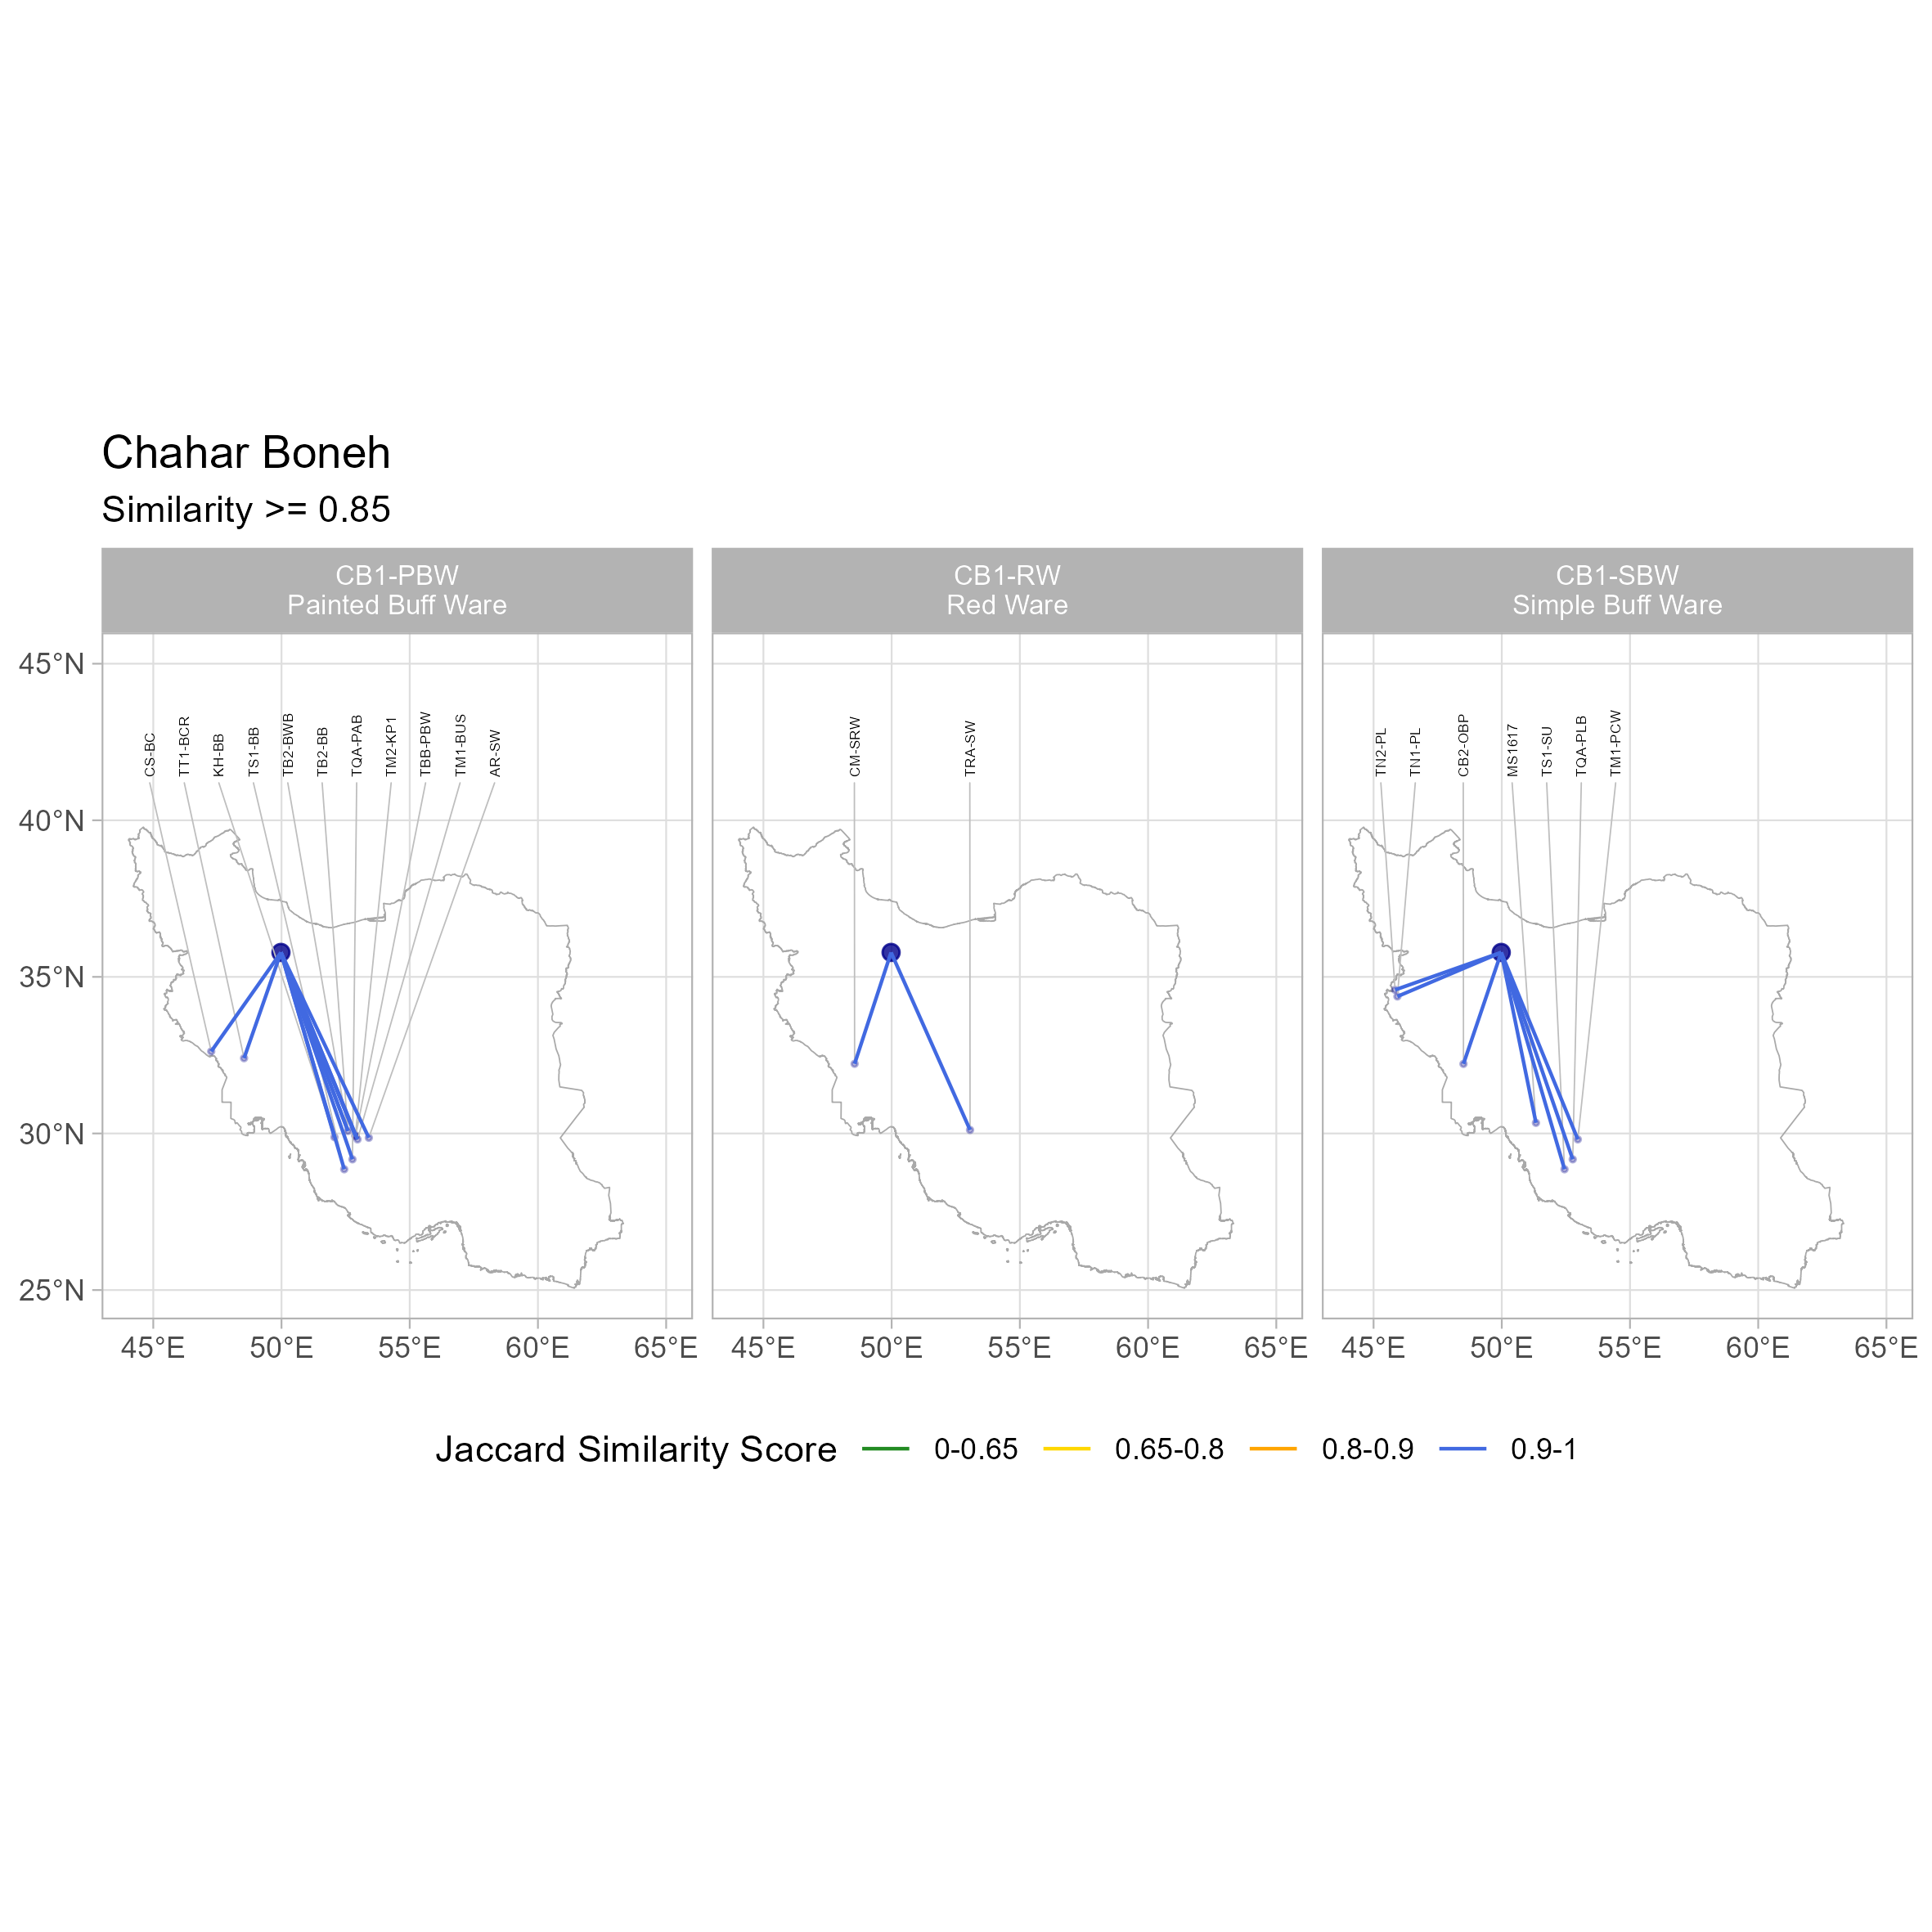 Chahar Boneh
Similarity >= 0.85
CB1-PBW
Painted Buff Ware
CB1-RW
Red Ware
CB1-SBW
Simple Buff Ware
45°N
40°N
35°N
30°N
25°N
CS-BC
TT1-BCR
KH-BB
TS1-BB
TB2-BWB
TB2-BB
TQA-PAB
TM2-KP1
TBB-PBW
TM1-BUS
AR-SW
CM-SRW
TRA-SW
TN2-PL
TN1-PL
CB2-OBP
MS1617
TS1-SU
TQA-PLB
TM1-PCW
45°E 50°E 55°E 60°E 65°E 45°E 50°E 55°E 60°E 65°E 45°E 50°E 55°E 60°E 65°E
Jaccard Similarity Score 0-0.65 0.65-0.8 0.8-0.9 0.9-1